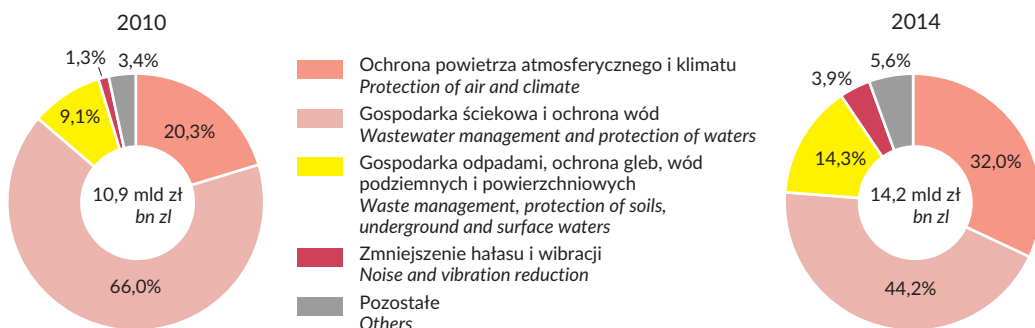 2010
1,3%
3,4%
9,1%
20,3%
10,9 mld zł
bn zl
66,0%
Ochrona powietrza atmosferycznego i klimatu
Protection of air and climate
Gospodarka ściekowa i ochrona wód
Wastewater management and protection of waters
Gospodarka odpadami, ochrona gleb, wód
podziemnych i powierzchniowych
Waste management, protection of soils,
underground and surface waters
Zmniejszenie hałasu i wibracji
Noise and vibration reduction
Pozostałe
Others
2014
5,6%
3,9%
14,3%
32,0%
14,2 mld zł
bn zl
44,2%